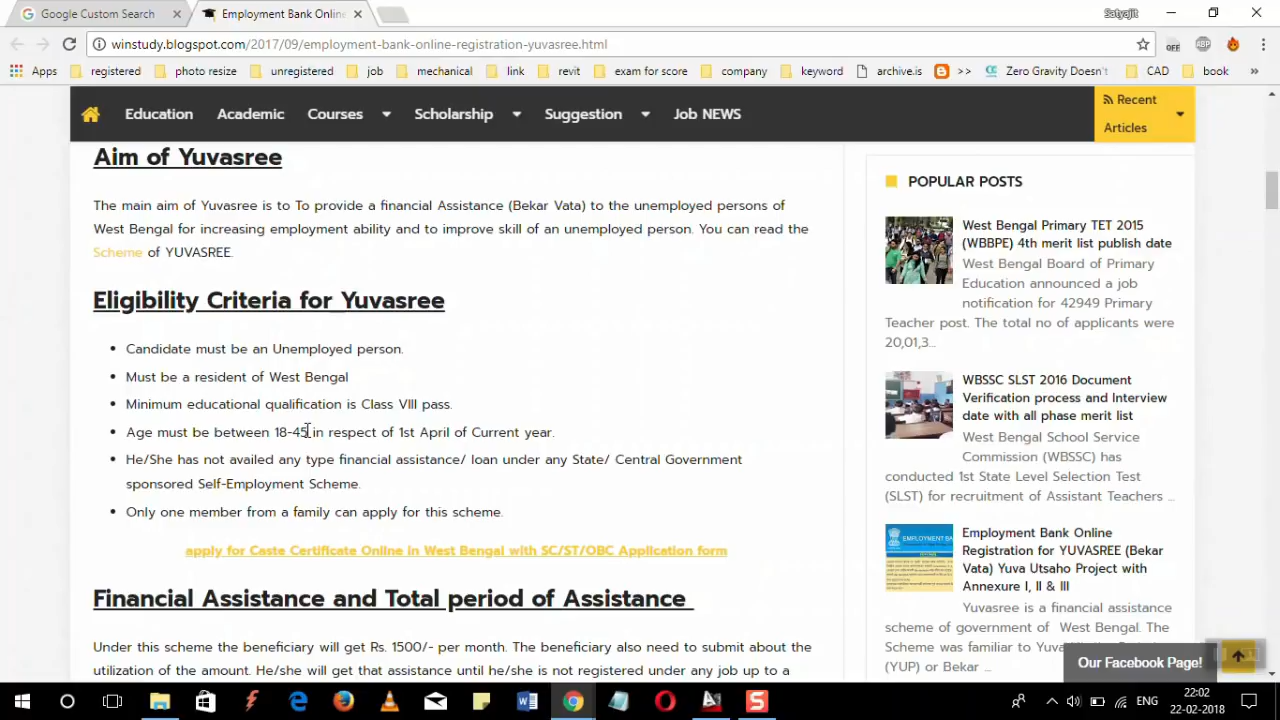 Google Custom Search
Employment Bank Online
Satyajit
winstudy.blogspot.com/2017/09/employment-bank-online-registration-yuvasree.html
OFF
ABP
Apps
registered
photo resize
unregistered
job
mechanical
link
revit
exam for score
company
keyword
archive.is
>>
Zero Gravity Doesn't
CAD
book
»
Education
Academic
Courses
Scholarship
Suggestion
Job NEWS
Recent
Articles
Aim of Yuvasree
The main aim of Yuvasree is to To provide a financial Assistance (Bekar Vata) to the unemployed persons of
West Bengal for increasing employment ability and to improve skill of an unemployed person. You can read the
Scheme of YUVASREE.
Eligibility Criteria for Yuvasree
• Candidate must be an Unemployed person.
• Must be a resident of West Bengal
• Minimum educational qualification is Class VIII pass.
• Age must be between 18-45 in respect of 1st April of Current year.
• He/She has not availed any type financial assistance/ loan under any State/ Central Government
sponsored Self-Employment Scheme.
• Only one member from a family can apply for this scheme.
apply for Caste Certificate Online in West Bengal with SC/ST/OBC Application form
Financial Assistance and Total period of Assistance
Under this scheme the beneficiary will get Rs. 1500/- per month. The beneficiary also need to submit about the
utilization of the amount. He/she will get that assistance until he/she is not registered under any job up to a
POPULAR POSTS
West Bengal Primary TET 2015
(WBBPE) 4th merit list publish date
West Bengal Board of Primary
Education announced a job
notification for 42949 Primary
Teacher post. The total no of applicants were
20,01,3...
WBSSC SLST 2016 Document
Verification process and Interview
date with all phase merit list
West Bengal School Service
Commission (WBSSC) has
conducted 1st State Level Selection Test
(SLST) for recruitment of Assistant Teachers ...
Employment Bank Online
Registration for YUVASREE (Bekar
Vata) Yuva Utsaho Project with
Annexure I, II & III
Yuvasree is a financial assistance
scheme of government of West Bengal. The
Scheme was familiar to Yuva
(YUP) or Bekar ...
Our Facebook Page!
ENG
22:02
22-02-2018